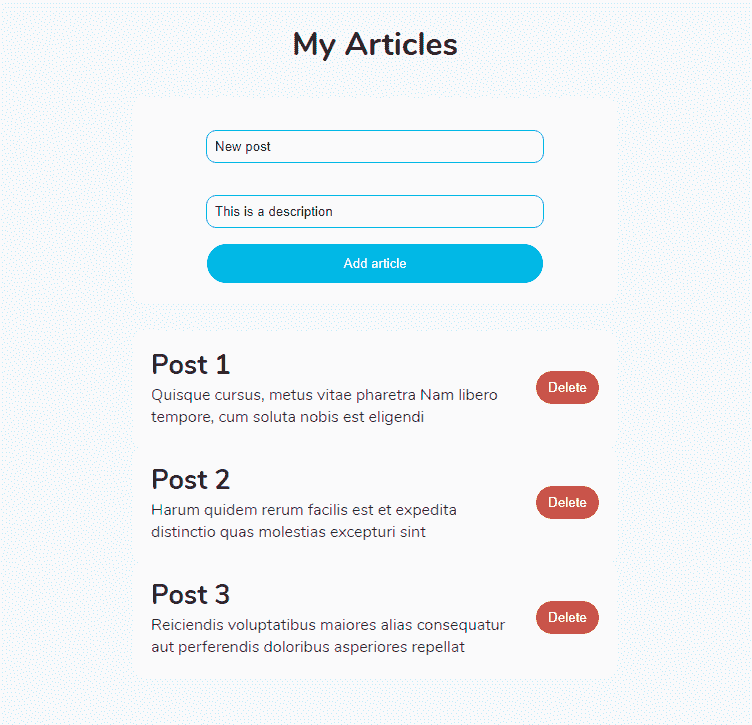 My Articles
New post
This is a description
Add article
Post 1
Quisque cursus, metus vitae pharetra Nam libero
tempore, cum soluta nobis est eligendi
Delete
Post 2
Harum quidem rerum facilis est et expedita
distinctio quas molestias excepturi sint
Delete
Post 3
Reiciendis voluptatibus maiores alias consequatur
aut perferendis doloribus asperiores repellat
Delete